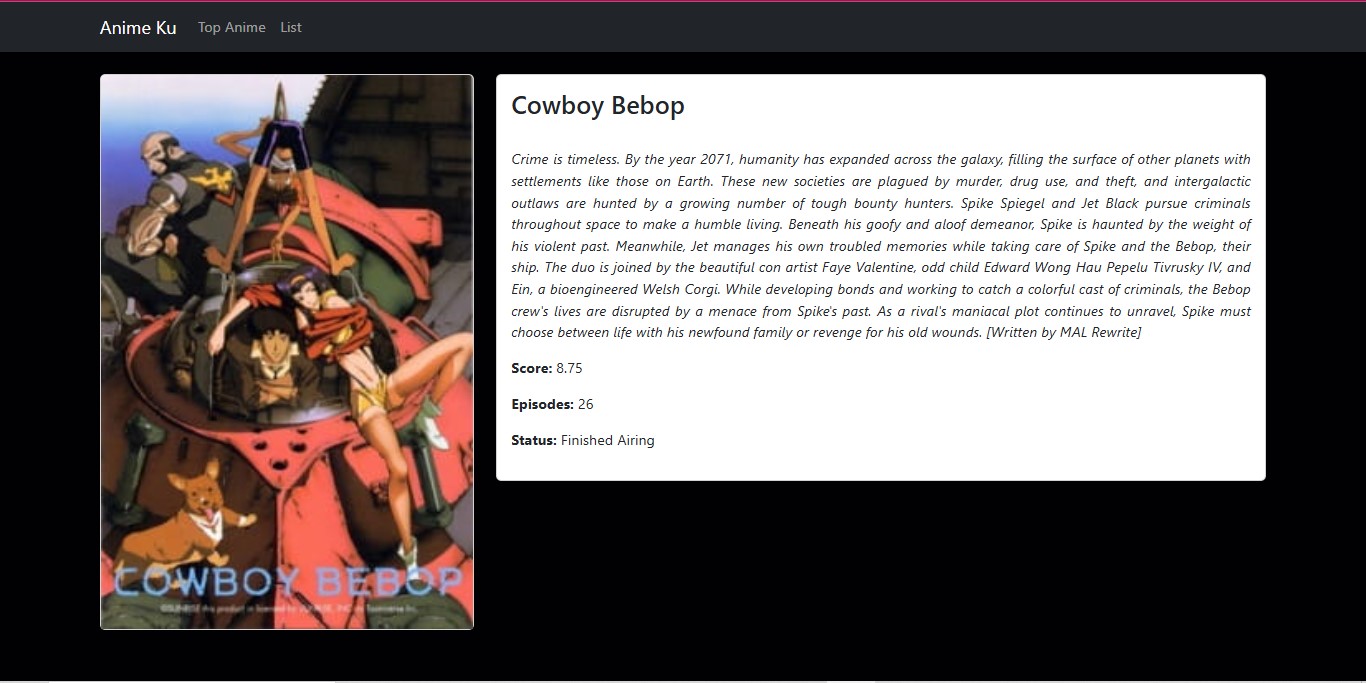 Anime Ku Top Anime List
Cowboy Bebop
Crime is timeless. By the year 2071, humanity has expanded across the galaxy, filling the surface of other planets with
settlements like those on Earth. These new societies are plagued by murder, drug use, and theft, and intergalactic
outlaws are hunted by a growing number of tough bounty hunters. Spike Spiegel and Jet Black pursue criminals
throughout space to make a humble living. Beneath his goofy and aloof demeanor, Spike is haunted by the weight of
his violent past. Meanwhile, Jet manages his own troubled memories while taking care of Spike and the Bebop, their
ship. The duo is joined by the beautiful con artist Faye Valentine, odd child Edward Wong Hau Pepelu Tivrusky IV, and
Ein, a bioengineered Welsh Corgi. While developing bonds and working to catch a colorful cast of criminals, the Bebop
crew's lives are disrupted by a menace from Spike's past. As a rival's maniacal plot continues to unravel, Spike must
choose between life with his newfound family or revenge for his old wounds. [Written by MAL Rewrite]
Score: 8.75
Episodes: 26
Status: Finished Airing
COWBOY BEBOP
©SUNRISE this product is licensed by SUNRISE, INC.